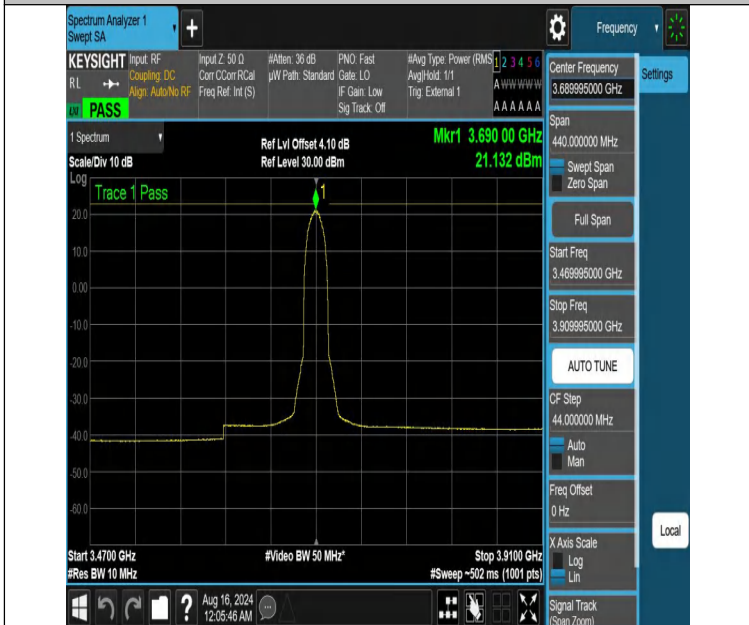 Spectrum Analyzer 1
Swept SA
Frequency
KEYSIGHT
RL
PASS
Input: RF
Coupling: DC
Align: Auto/No RF
Input Z: 50 Ω
Corr CCorr RCal
Freq Ref: Int (S)
#Atten: 36 dB
µW Path: Standard
PNO: Fast
Gate: LO
IF Gain: Low
Sig Track: Off
#Avg Type: Power (RMS
Avg|Hold: 1/1
Trig: External 1
1 2 3 4 5 6
A W W W W W
A A A A A A
1 Spectrum
Scale/Div 10 dB
Ref Lvl Offset 4.10 dB
Ref Level 30.00 dBm
Mkr1 3.690 00 GHz
21.132 dBm
Log
Trace 1 Pass
1
20.0
10.0
0.00
-10.0
-20.0
-30.0
-40.0
-50.0
-60.0
Start 3.4700 GHz
#Res BW 10 MHz
#Video BW 50 MHz*
Stop 3.9100 GHz
#Sweep ~502 ms (1001 pts)
Center Frequency
3.689995000 GHz
Settings
Span
440.000000 MHz
Swept Span
Zero Span
Full Span
Start Freq
3.469995000 GHz
Stop Freq
3.909995000 GHz
AUTO TUNE
CF Step
44.000000 MHz
Auto
Man
Freq Offset
0 Hz
X Axis Scale
Log
Lin
Local
Signal Track
(Span Zoom)
?
Aug 16, 2024
12:05:46 AM